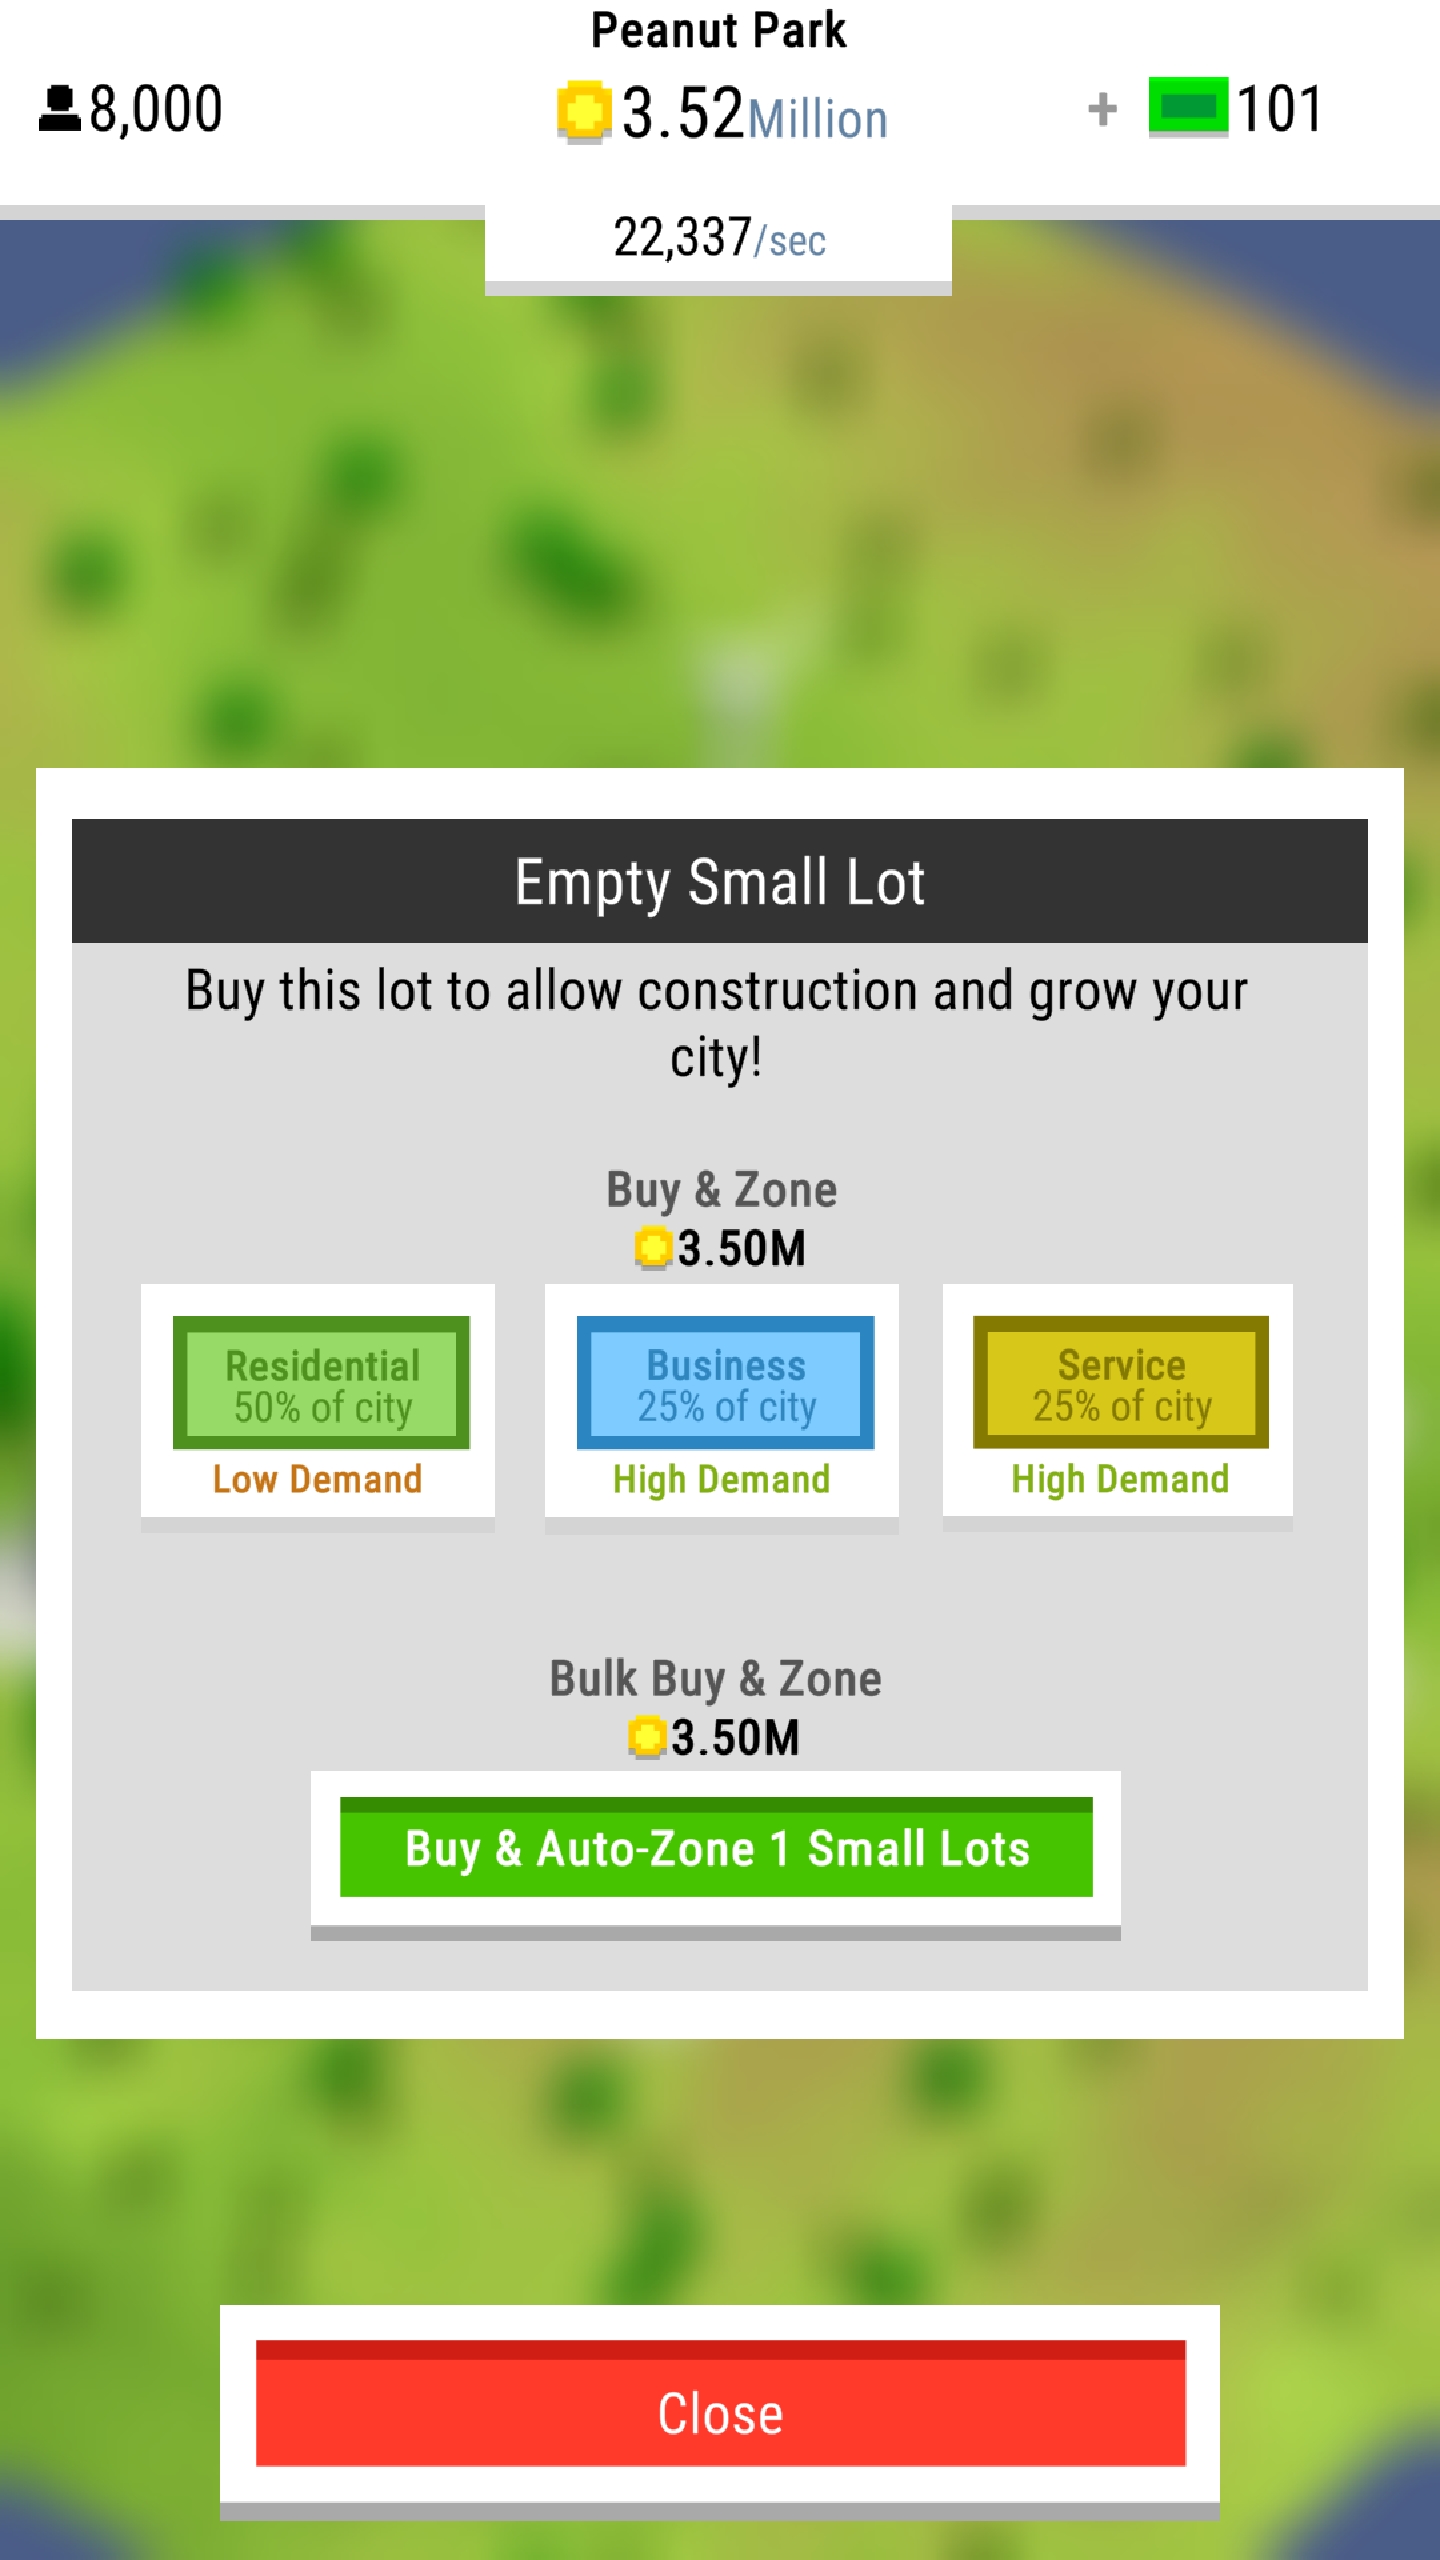 Peanut Park
8,000
3.52Million
+ 101
22,337/sec
Empty Small Lot
Buy this lot to allow construction and grow your
city!
Buy & Zone
3.50M
Residential
50% of city
Low Demand
Business
25% of city
High Demand
Service
25% of city
High Demand
Bulk Buy & Zone
3.50M
Buy & Auto-Zone 1 Small Lots
Close